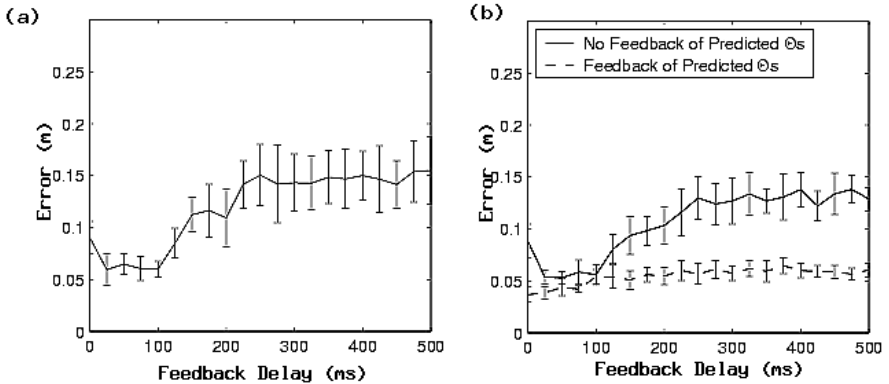 (a)
0.25
0.2
0.15
0.1
0.05
0
Error (m)
0 100 200 300 400 500
Feedback Delay (ms)
(b)
0.3
0.25
0.2
0.15
0.1
0.05
0
Error (m)
No Feedback of Predicted Θs
Feedback of Predicted Θs
0 100 200 300 400 500
Feedback Delay (ms)